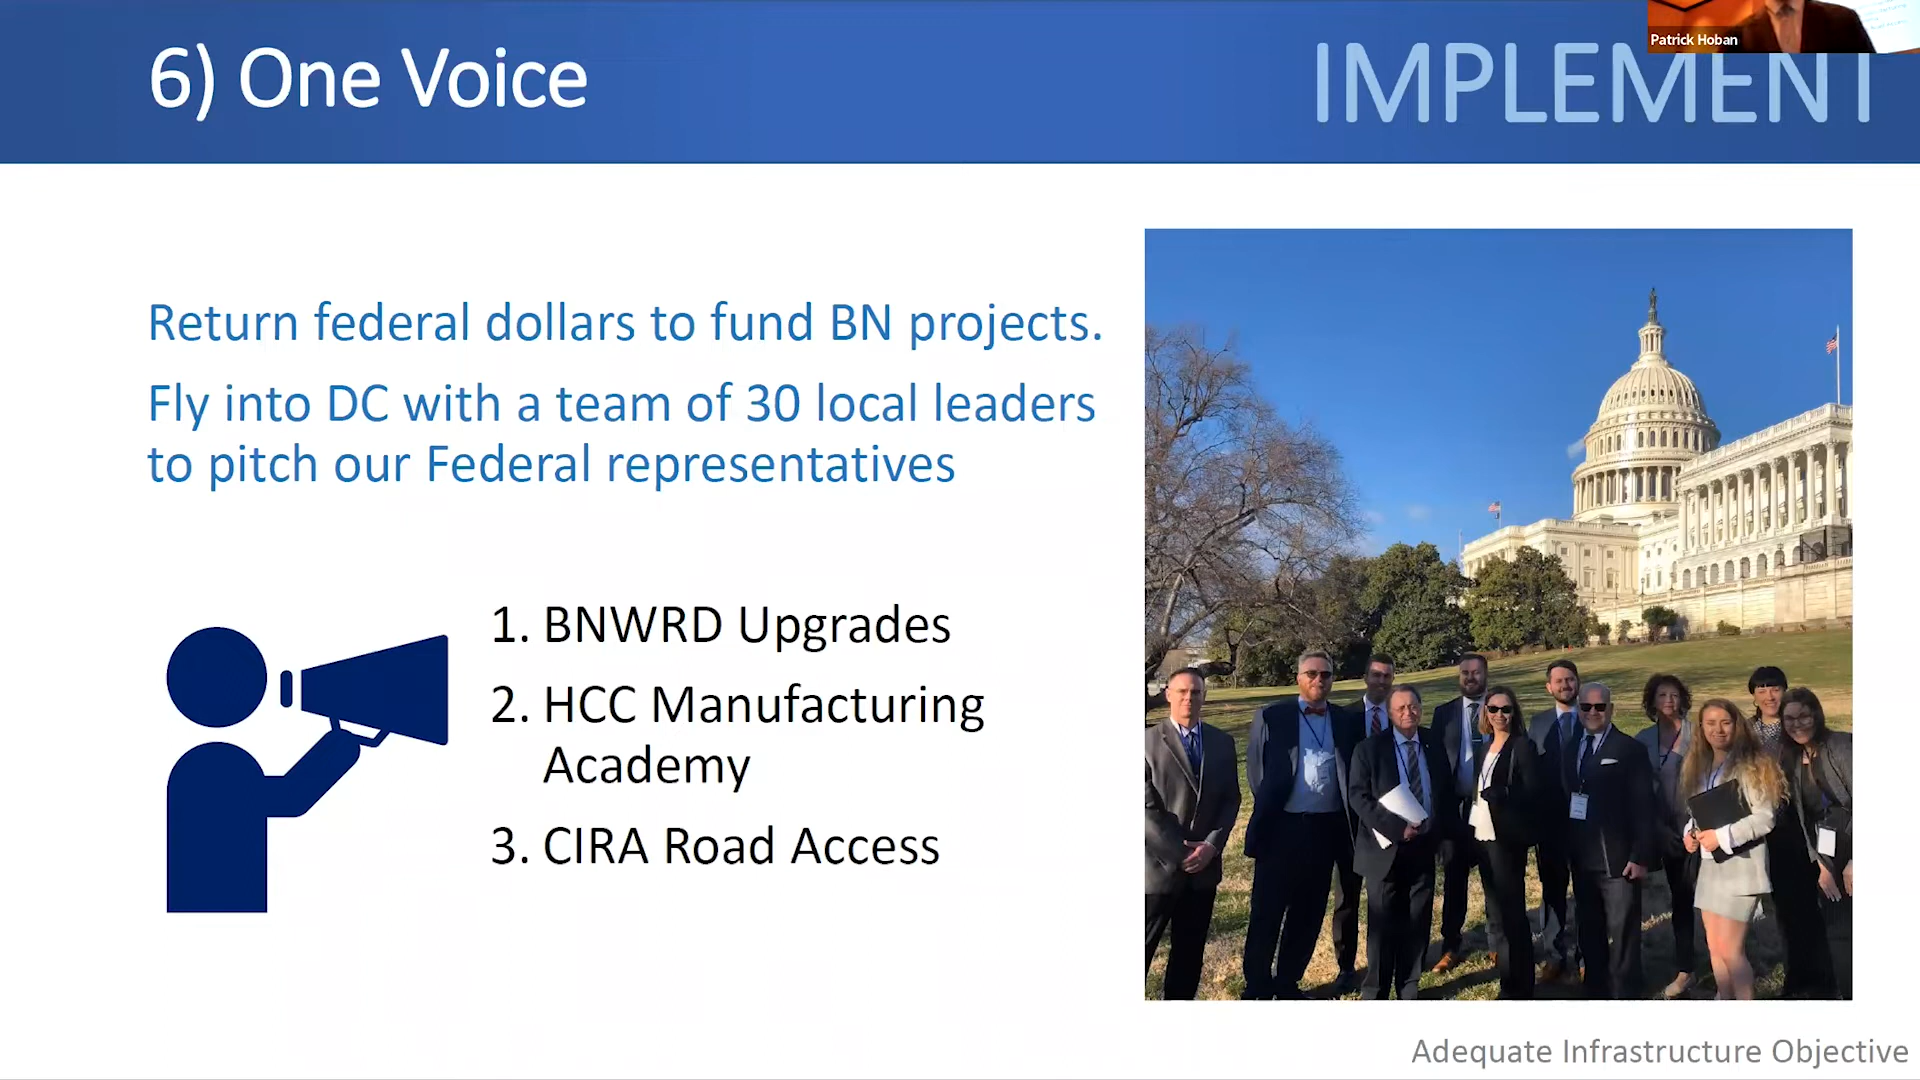 6) One Voice
IMPLEMENT
Patrick Hoban
Return federal dollars to fund BN projects.
Fly into DC with a team of 30 local leaders
to pitch our Federal representatives
1. BNWRD Upgrades
2. HCC Manufacturing
Academy
3. CIRA Road Access
Adequate Infrastructure Objective